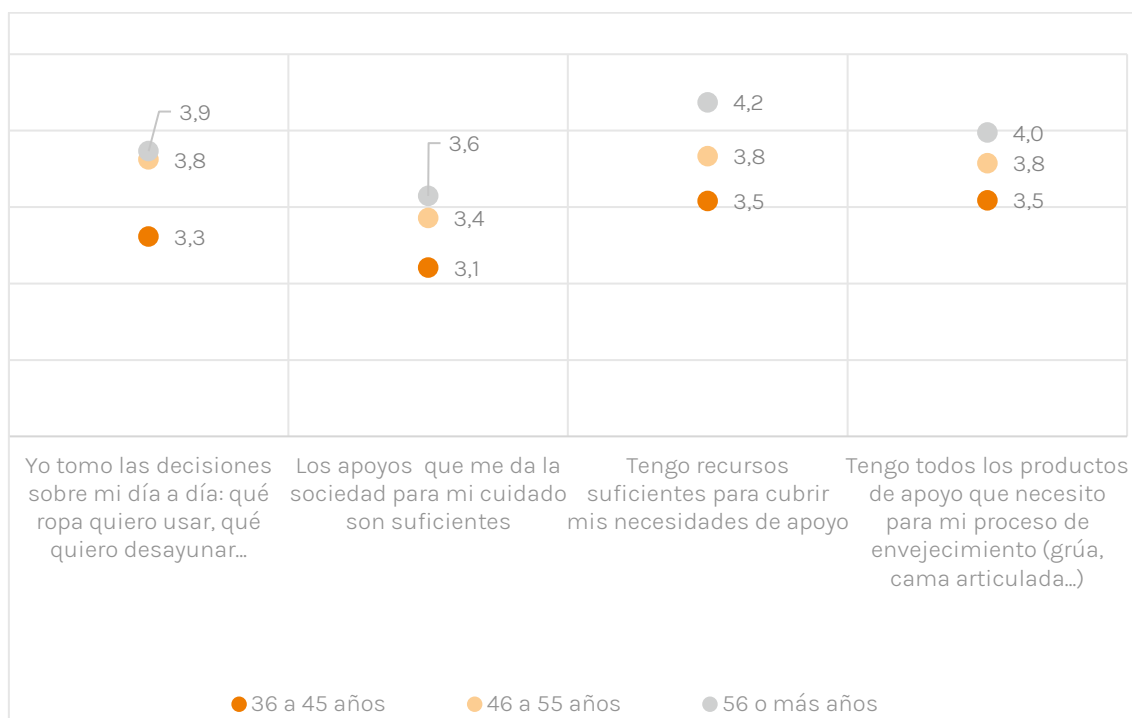 3,9
3,8
3,3
3,6
3,4
3,1
4,2
3,8
3,5
4,0
3,8
3,5
Yo tomo las decisiones
sobre mi día a día: qué
ropa quiero usar, qué
quiero desayunar...
Los apoyos que me da la
sociedad para mi cuidado
son suficientes
Tengo recursos
suficientes para cubrir
mis necesidades de apoyo
Tengo todos los productos
de apoyo que necesito
para mi proceso de
envejecimiento (grúa,
cama articulada...)
36 a 45 años
46 a 55 años
56 o más años